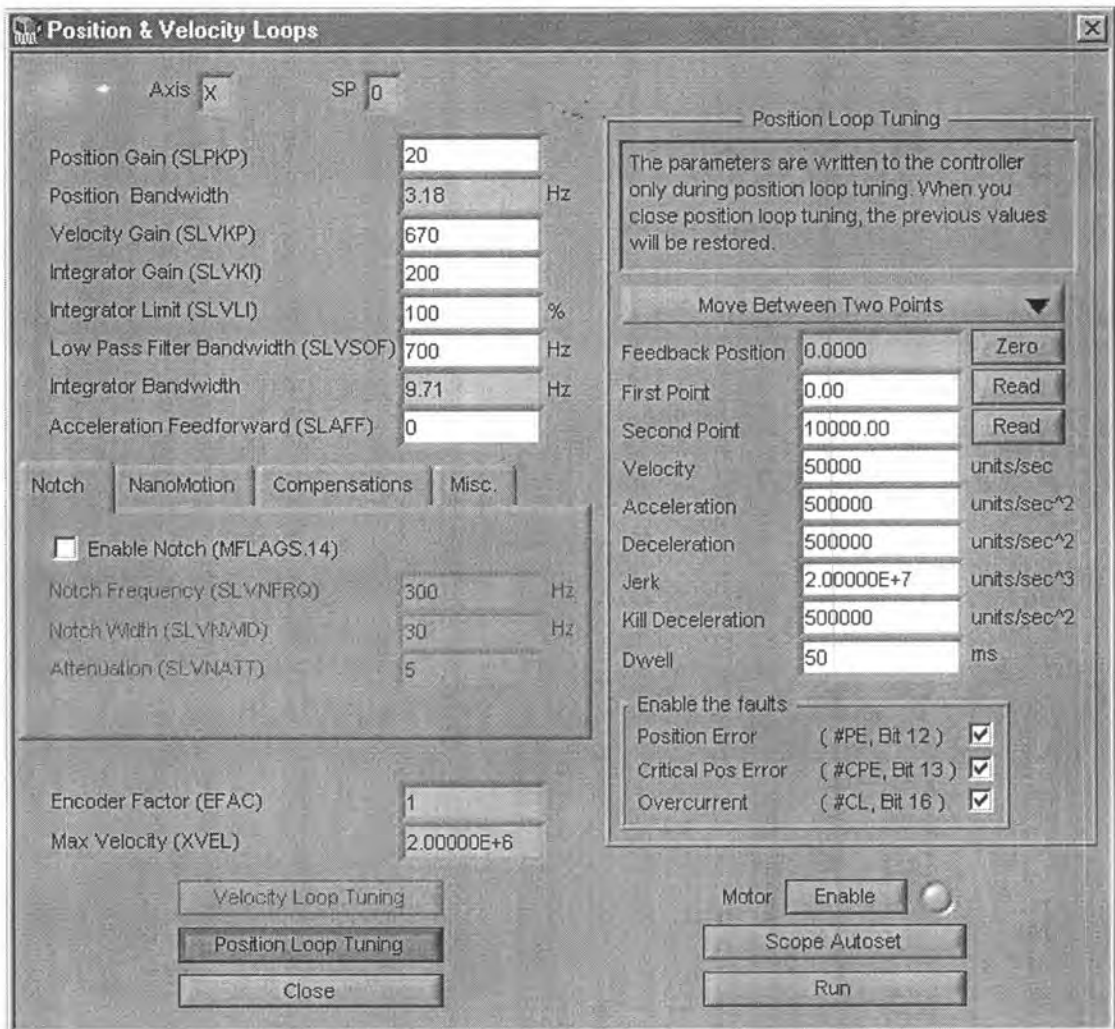 Position & Velocity Loops
Axis X SP 0
Position Gain (SLPKP) 20
Position Bandwidth 3.18 Hz
Velocity Gain (SLVKP) 670
Integrator Gain (SLVKI) 200
Integrator Limit (SLVLI) 100 %
Low Pass Filter Bandwidth (SLVSOF) 700 Hz
Integrator Bandwidth 9.71 Hz
Acceleration Feedforward (SLAFF) 0
Notch NanoMotion Compensations Misc.
Enable Notch (MFLAGS.14)
Notch Frequency (SLVNFRQ) 300 Hz
Notch Width (SLVNWID) 30 Hz
Attenuation (SLVNATT) 5
Encoder Factor (EFAC) 1
Max Velocity (XVEL) 2.00000E+6
Velocity Loop Tuning
Position Loop Tuning
Close
Position Loop Tuning
The parameters are written to the controller
only during position loop tuning. When you
close position loop tuning, the previous values
will be restored.
Move Between Two Points
Feedback Position 0.0000 Zero
First Point 0.00 Read
Second Point 10000.00 Read
Velocity 50000 units/sec
Acceleration 500000 units/sec^2
Deceleration 500000 units/sec^2
Jerk 2.00000E+7 units/sec^3
Kill Deceleration 500000 units/sec^2
Dwell 50 ms
Enable the faults
Position Error ( #PE, Bit 12 )
Critical Pos Error ( #CPE, Bit 13 )
Overcurrent ( #CL, Bit 16 )
Motor Enable
Scope Autoset
Run